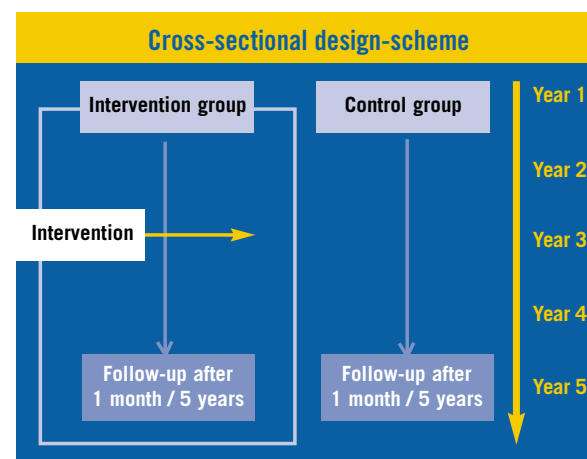 Cross-sectional design-scheme
Intervention group
Control group
Year 1
Year 2
Intervention
Year 3
Year 4
Follow-up after
1 month / 5 years
Follow-up after
1 month / 5 years
Year 5